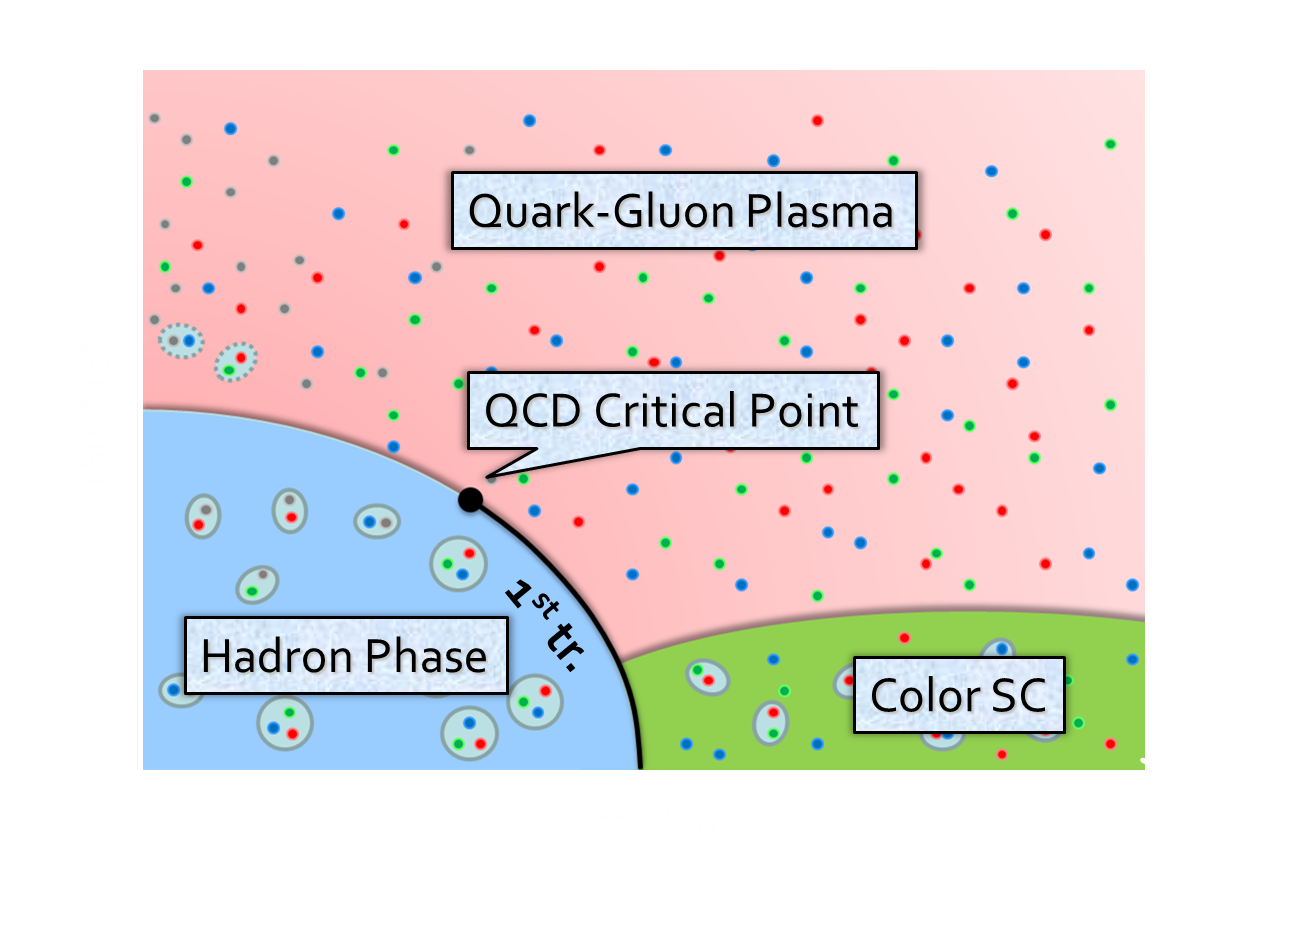 Quark-Gluon Plasma
QCD Critical Point
1st tr.
Hadron Phase
Color SC